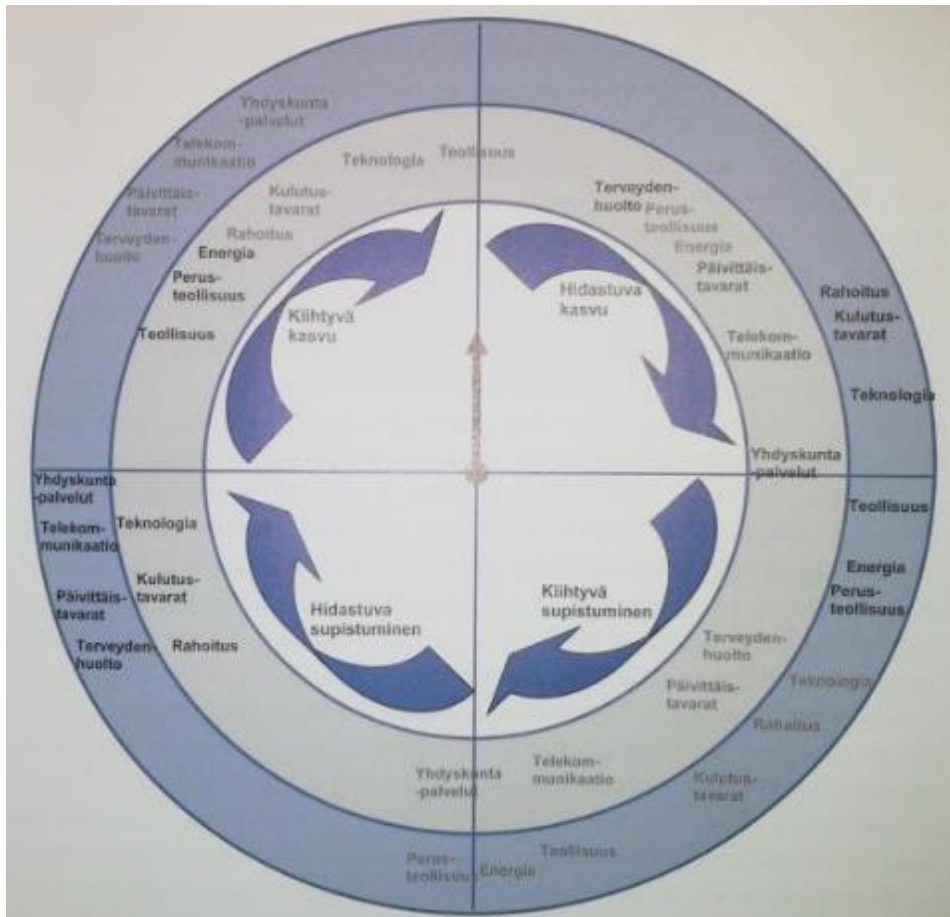 Yhdyskunta
-palvelut
Telekom-
munikaatio
Päivittäis-
tavarat
Terveyden-
huolto
Teknologia
Teollisuus
Kulutus-
tavarat
Rahoitus
Energia
Perus-
teollisuus
Teollisuus
Kiihtyvä
kasvu
Terveyden-
huolto
Perus-
teollisuus
Energia
Päivittäis-
tavarat
Hidastuva
kasvu
Telekom-
munikaatio
Yhdyskunta
-palvelut
Rahoitus
Kulutus-
tavarat
Teknologia
Yhdyskunta
-palvelut
Telekom-
munikaatio
Päivittäis-
tavarat
Terveyden-
huolto
Teknologia
Kulutus-
tavarat
Rahoitus
Hidastuva
supistuminen
Kiihtyvä
supistuminen
Teollisuus
Energia
Perus-
teollisuus
Terveyden-
huolto
Päivittäis-
tavarat
Teknologia
Rahoitus
Kulutus-
tavarat
Telekom-
munikaatio
Yhdyskunta
-palvelut
Perus-
teollisuus
Energia
Teollisuus